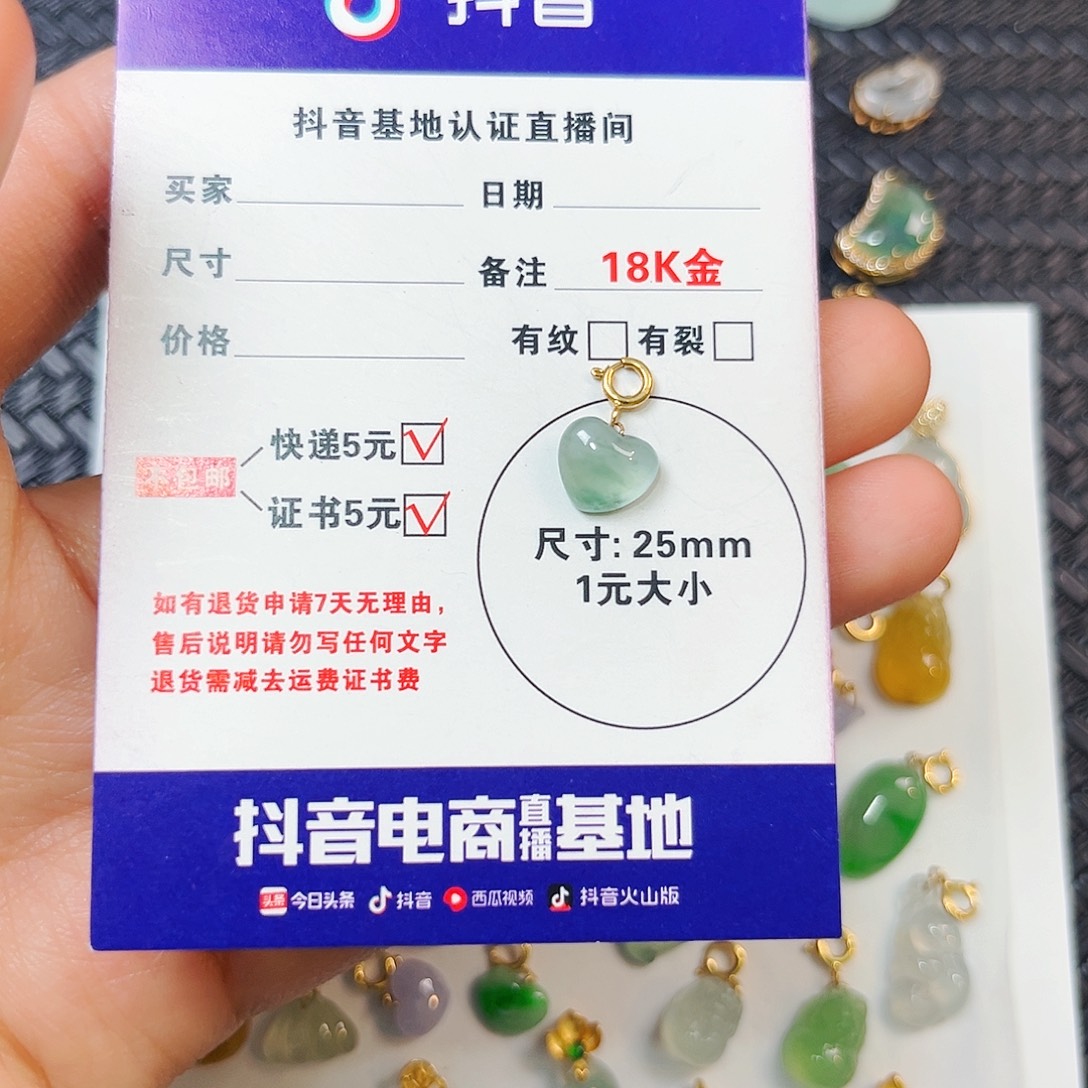 抖音
抖音基地认证直播间
买家 日期
尺寸 备注 18K金
价格 有纹 有裂
快递5元
不包邮
证书5元
尺寸: 25mm
1元大小
如有退货申请7天无理由，
售后说明请勿写任何文字
退货需减去运费证书费
抖音电商直播基地
头条 今日头条 抖音 西瓜视频 抖音火山版